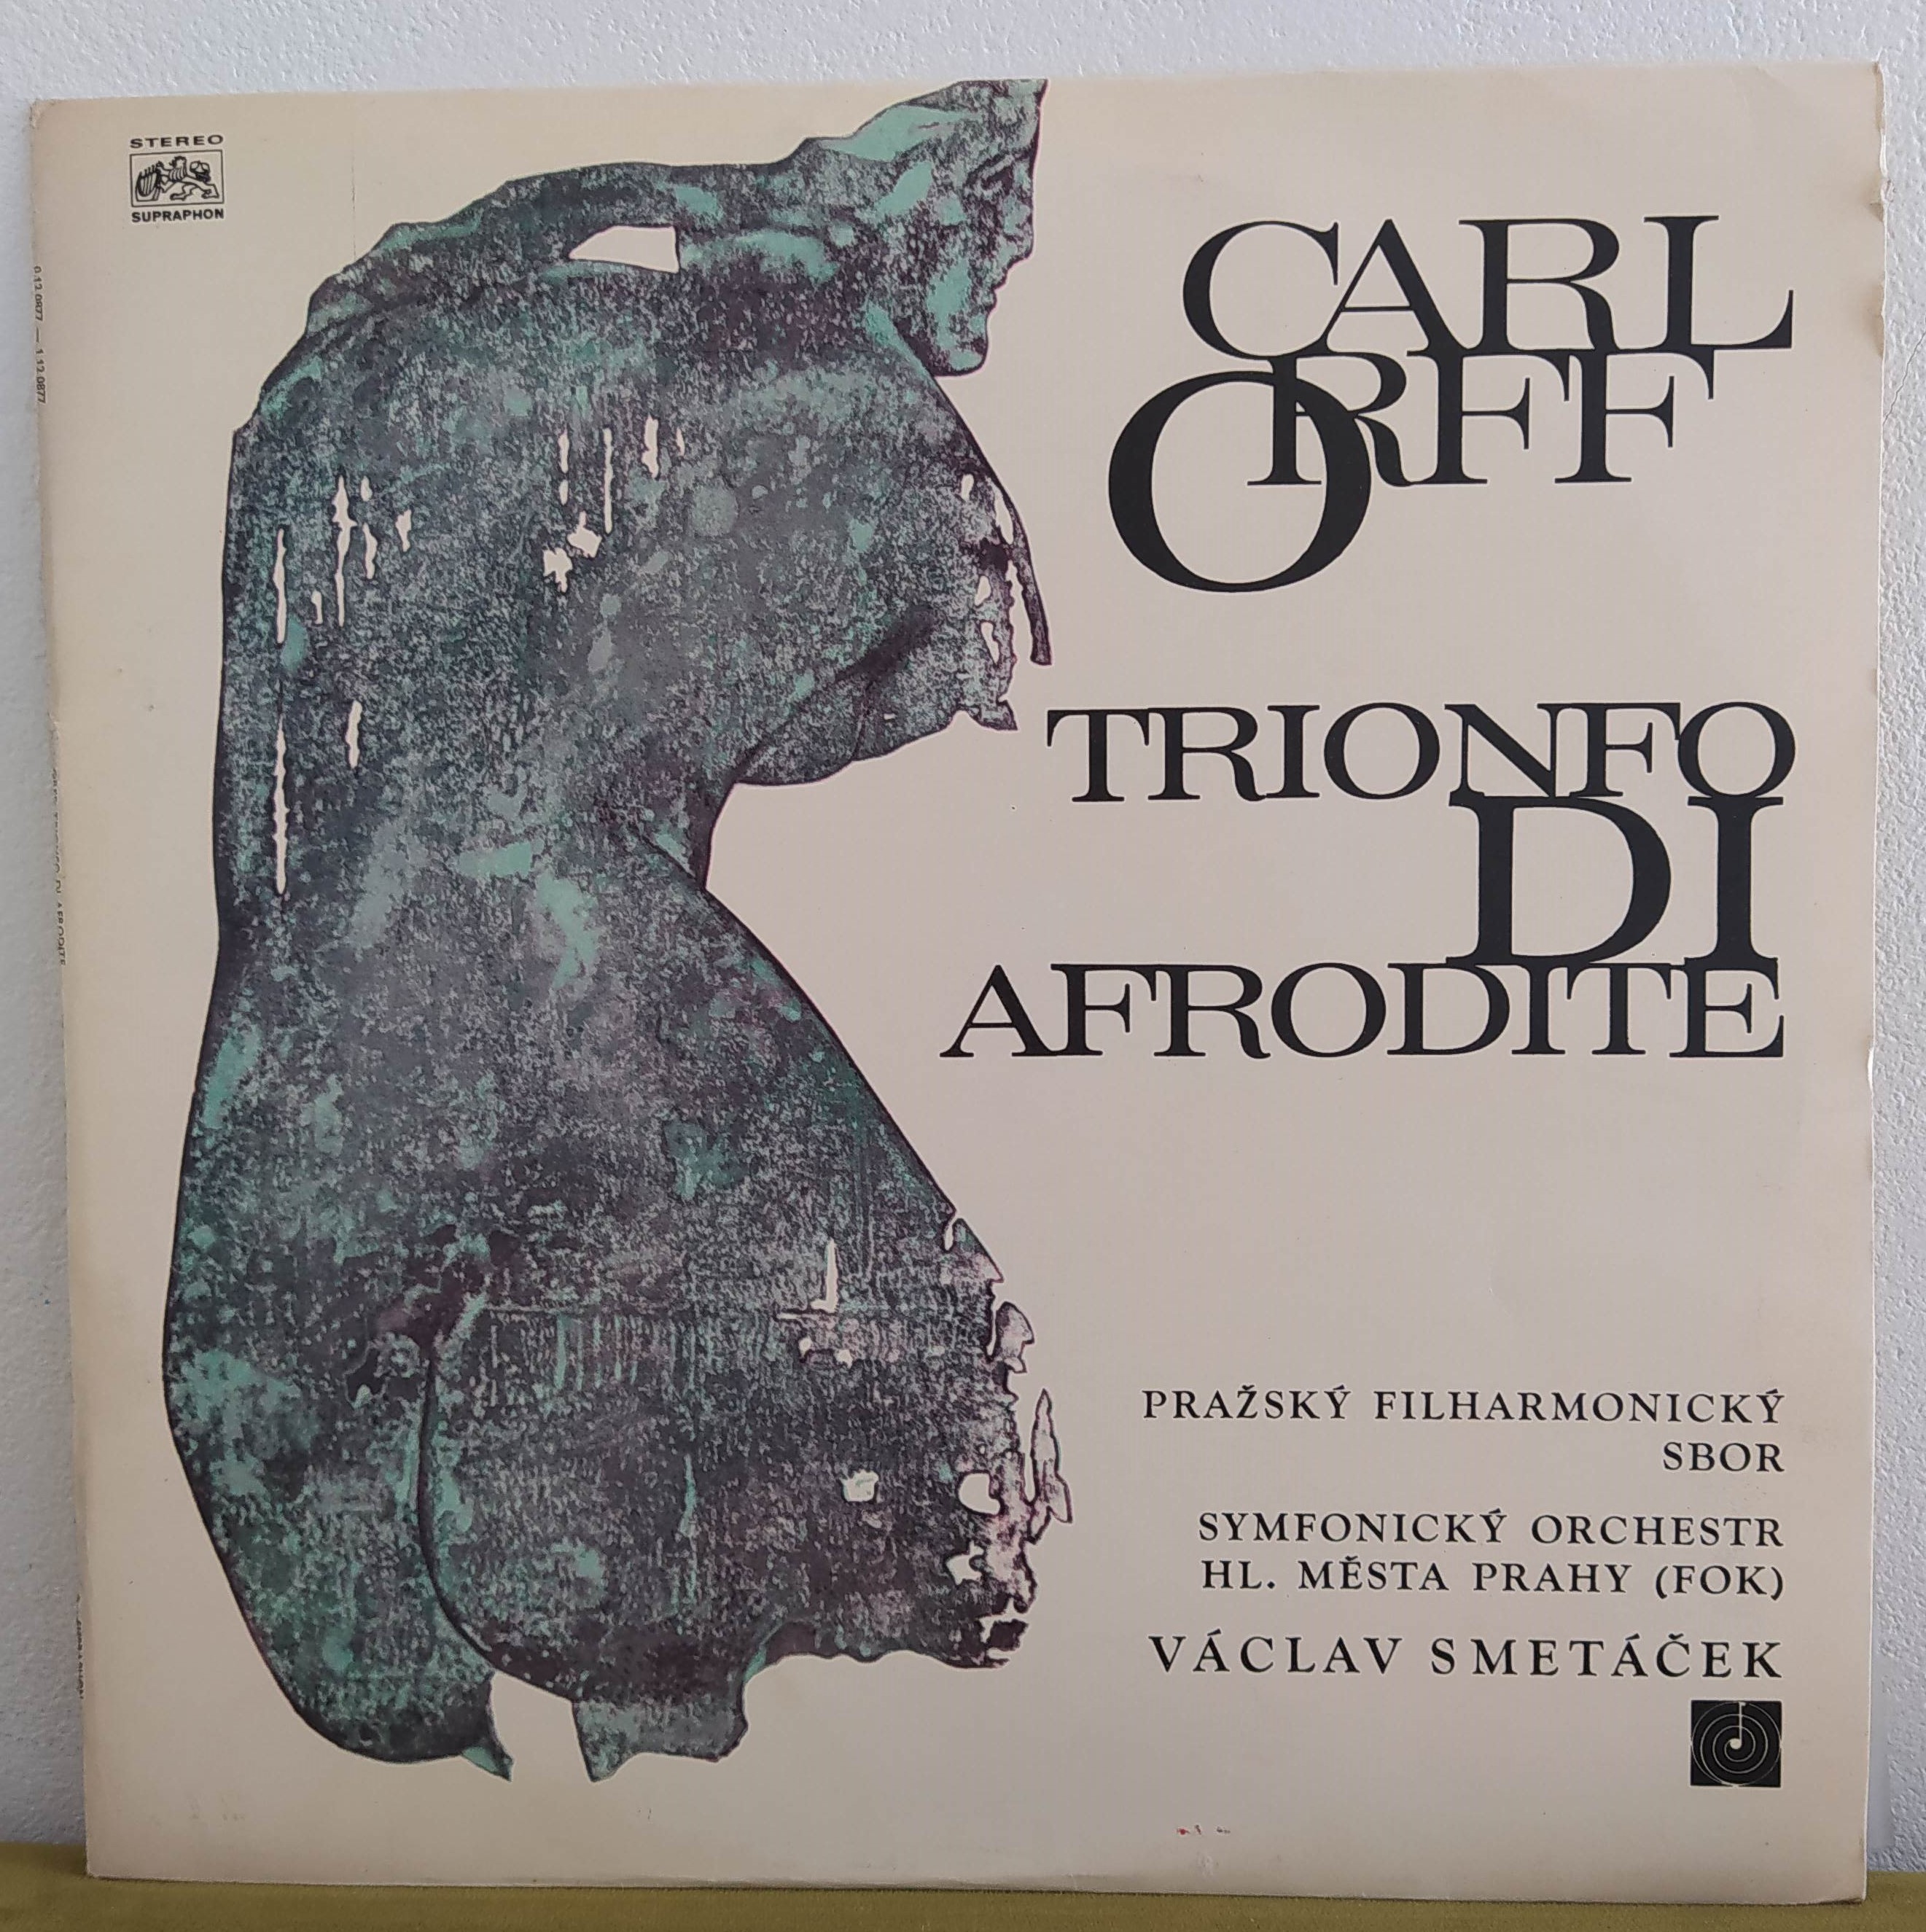 STEREO
SUPRAPHON
CARL
ORFF
TRIONFO
DI
AFRODITE
PRAŽSKÝ FILHARMONICKÝ
SBOR
SYMFONICKÝ ORCHESTR
HL. MĚSTA PRAHY (FOK)
VÁCLAV SMETÁČEK